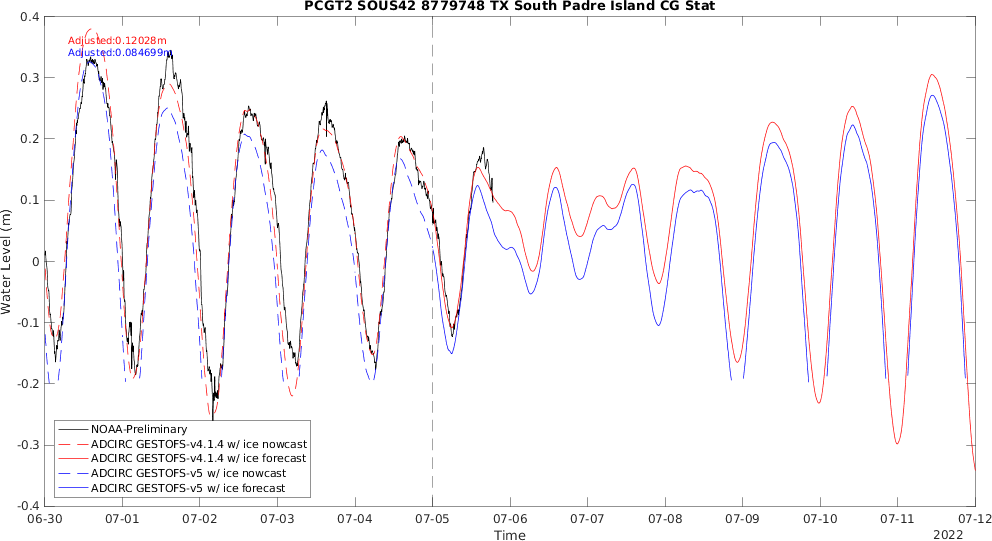 PCGT2 SOUS42 8779748 TX South Padre Island CG Stat
Adjusted:0.12028m
Adjusted:0.084699m
Water Level (m)
0.4
0.3
0.2
0.1
0
-0.1
-0.2
-0.3
-0.4
NOAA-Preliminary
ADCIRC GESTOFS-v4.1.4 w/ ice nowcast
ADCIRC GESTOFS-v4.1.4 w/ ice forecast
ADCIRC GESTOFS-v5 w/ ice nowcast
ADCIRC GESTOFS-v5 w/ ice forecast
06-30 07-01 07-02 07-03 07-04 07-05 07-06 07-07 07-08 07-09 07-10 07-11 07-12
Time
2022